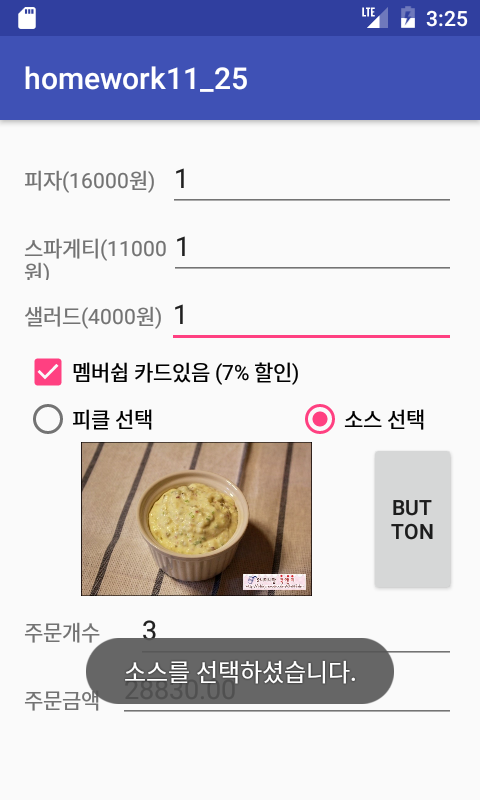 LTE 3:25
homework11_25
피자(16000원) 1
스파게티(11000 1
원)
샐러드(4000원) 1
멤버쉽 카드있음 (7% 할인)
피클 선택 소스 선택
BUT
TON
주문개수 3
소스를 선택하셨습니다.
주문금액 28830.00